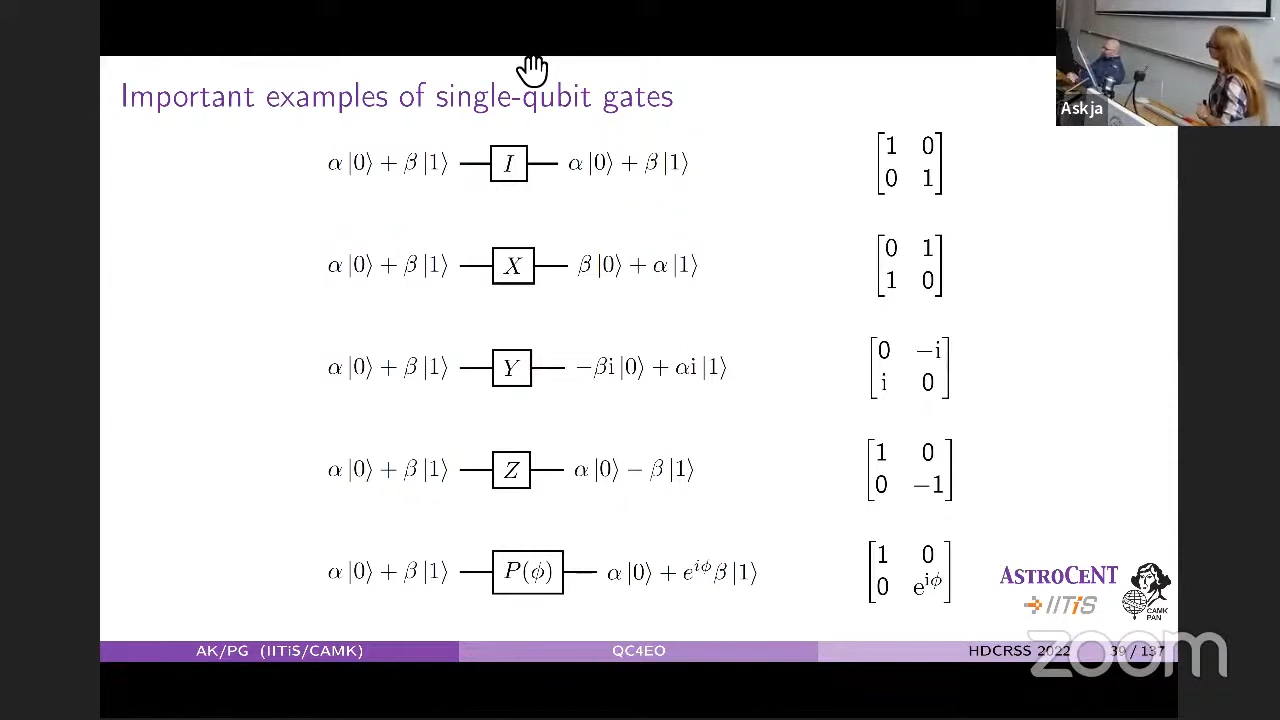 Askja
Important examples of single-qubit gates
α|0⟩ + β|1⟩ I α|0⟩ + β|1⟩ [1 0
0 1]
α|0⟩ + β|1⟩ X β|0⟩ + α|1⟩ [0 1
1 0]
α|0⟩ + β|1⟩ Y −βi|0⟩ + αi|1⟩ [0 −i
i 0]
α|0⟩ + β|1⟩ Z α|0⟩ − β|1⟩ [1 0
0 −1]
α|0⟩ + β|1⟩ P(ϕ) α|0⟩ + e^{iϕ}β|1⟩ [1 0
0 e^{iϕ}]
ASTROCENT
IITiS
CAMK
PAN
AK/PG (IITiS/CAMK) QC4EO HDCRSS 2022 39 / 137
zoom